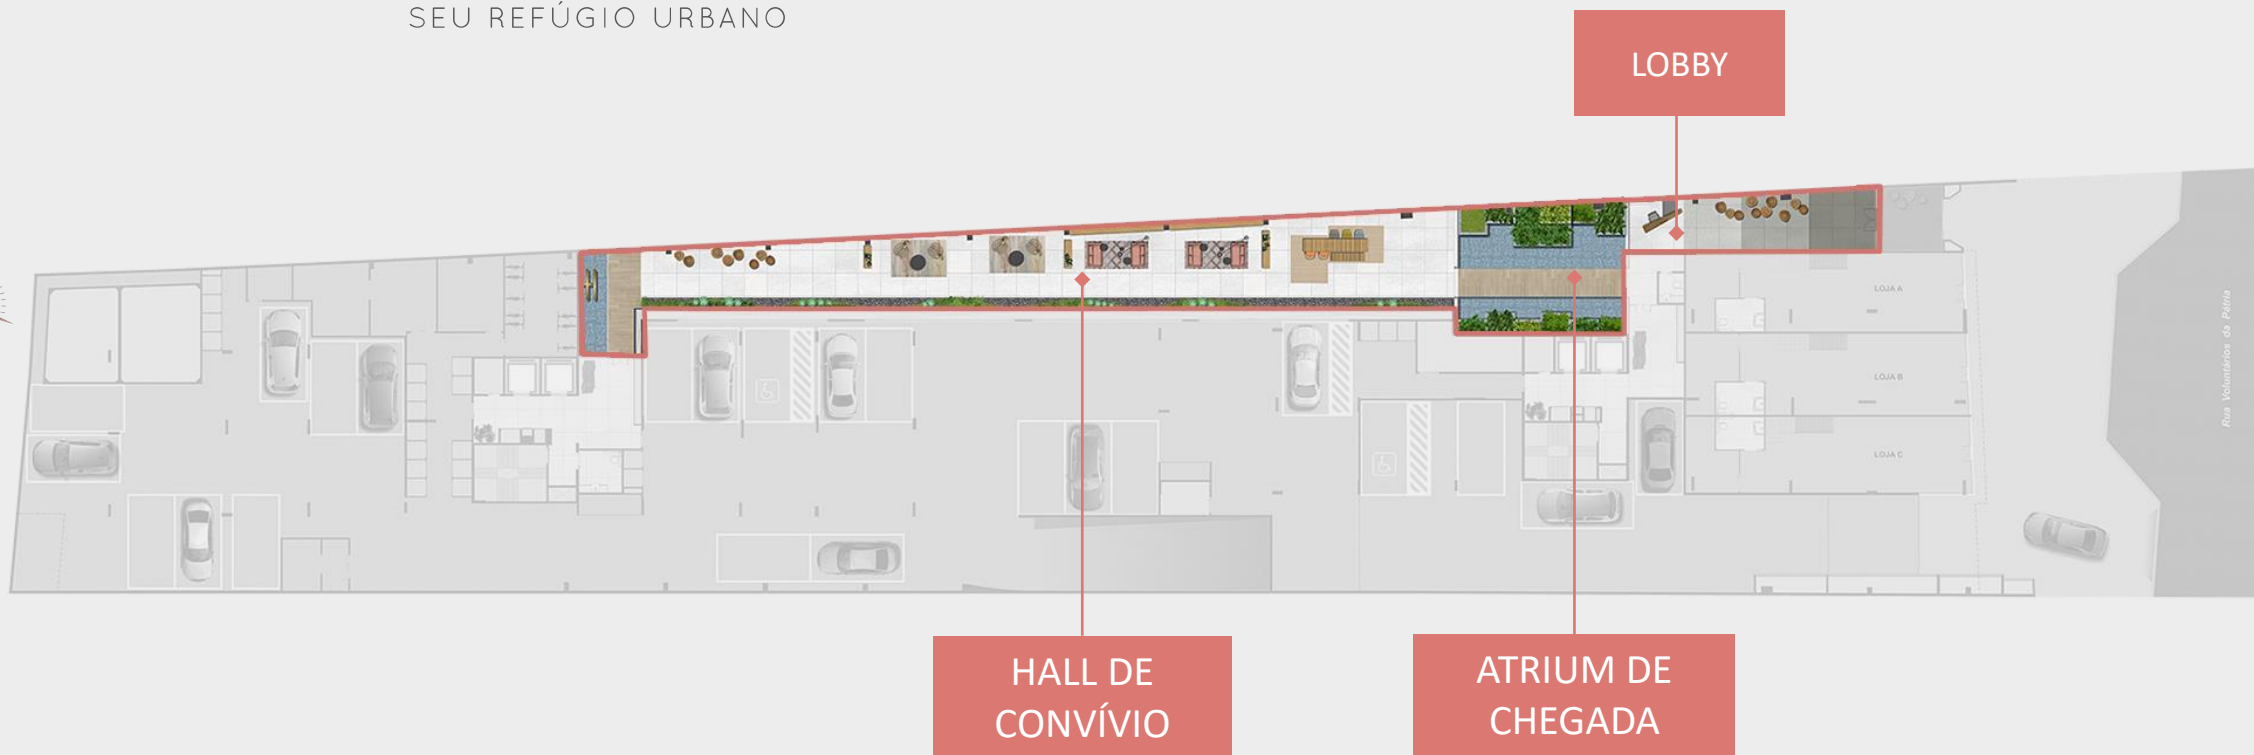 SEU REFÚGIO URBANO
LOBBY
LOJA A
LOJA B
LOJA C
Rua Voluntários da Pátria
HALL DE
CONVÍVIO
ATRIUM DE
CHEGADA